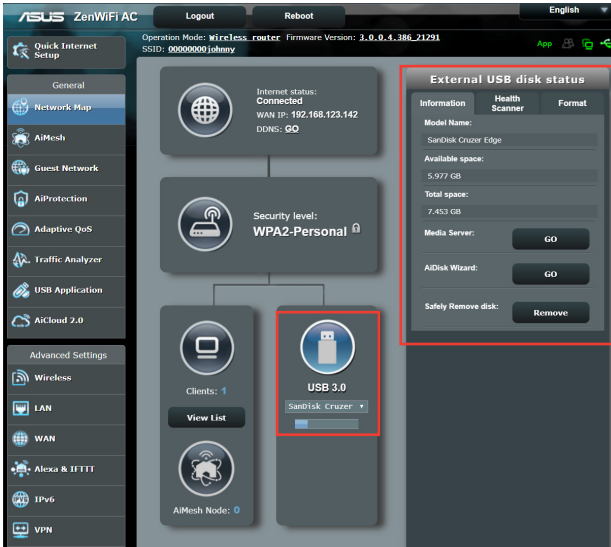 ASUS ZenWiFi AC
Logout
Reboot
English
Quick Internet
Setup
Operation Mode: Wireless router Firmware Version: 3.0.0.4.386_21291
SSID: 00000000johnny
App
General
Network Map
AiMesh
Guest Network
AiProtection
Adaptive QoS
Traffic Analyzer
USB Application
AiCloud 2.0
Advanced Settings
Wireless
LAN
WAN
Alexa & IFTTT
IPv6
VPN
Internet status:
Connected
WAN IP: 192.168.123.142
DDNS: GO
Security level:
WPA2-Personal
Clients: 1
View List
AiMesh Node: 0
USB 3.0
SanDisk Cruzer
External USB disk status
Information
Health
Scanner
Format
Model Name:
SanDisk Cruzer Edge
Available space:
5.977 GB
Total space:
7.453 GB
Media Server:
GO
AiDisk Wizard:
GO
Safely Remove disk:
Remove